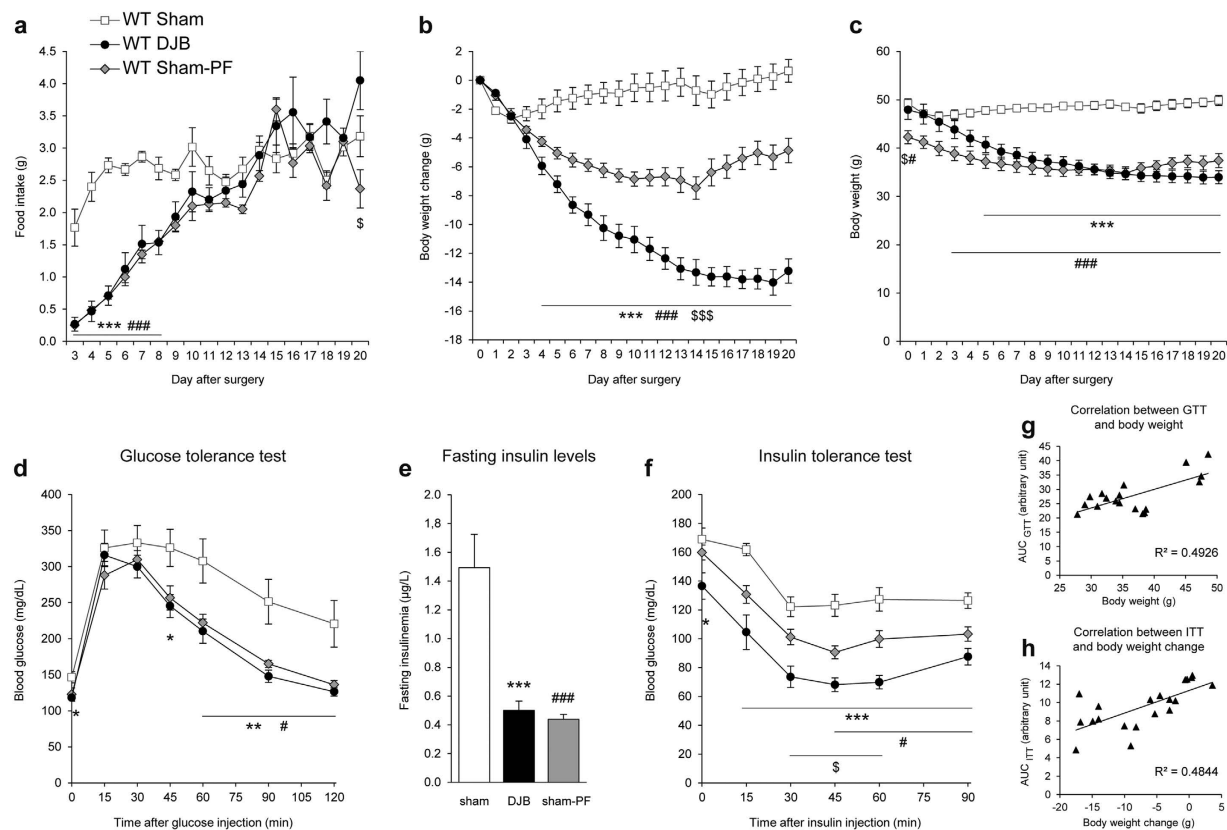 WT Sham
WT DJB
WT Sham-PF
a
Food intake (g)
4.5
4.0
3.5
3.0
2.5
2.0
1.5
1.0
0.5
0.0
*** ###
$
3 4 5 6 7 8 9 10 11 12 13 14 15 16 17 18 19 20
Day after surgery
b
Body weight change (g)
2
0
-2
-4
-6
-8
-10
-12
-14
-16
-18
*** ### $$$
0 1 2 3 4 5 6 7 8 9 10 11 12 13 14 15 16 17 18 19 20
Day after surgery
c
Body weight (g)
60
50
40
30
20
10
0
$#
***
###
0 1 2 3 4 5 6 7 8 9 10 11 12 13 14 15 16 17 18 19 20
Day after surgery
d
Glucose tolerance test
Blood glucose (mg/dL)
400
350
300
250
200
150
100
50
0
*
*
** #
0 15 30 45 60 75 90 105 120
Time after glucose injection (min)
e
Fasting insulin levels
Fasting insulinemia (µg/L)
2.0
1.8
1.6
1.4
1.2
1.0
0.8
0.6
0.4
0.2
0.0
***
###
sham DJB sham-PF
f
Insulin tolerance test
Blood glucose (mg/dL)
200
180
160
140
120
100
80
60
40
20
0
*
***
#
$
0 15 30 45 60 75 90
Time after insulin injection (min)
g
Correlation between GTT
and body weight
AUC GTT (arbitrary unit)
45
40
35
30
25
20
15
10
5
0
R² = 0.4926
25 30 35 40 45 50
Body weight (g)
h
Correlation between ITT
and body weight change
AUC ITT (arbitrary unit)
14
12
10
8
6
4
2
0
R² = 0.4844
-20 -15 -10 -5 0 5
Body weight change (g)